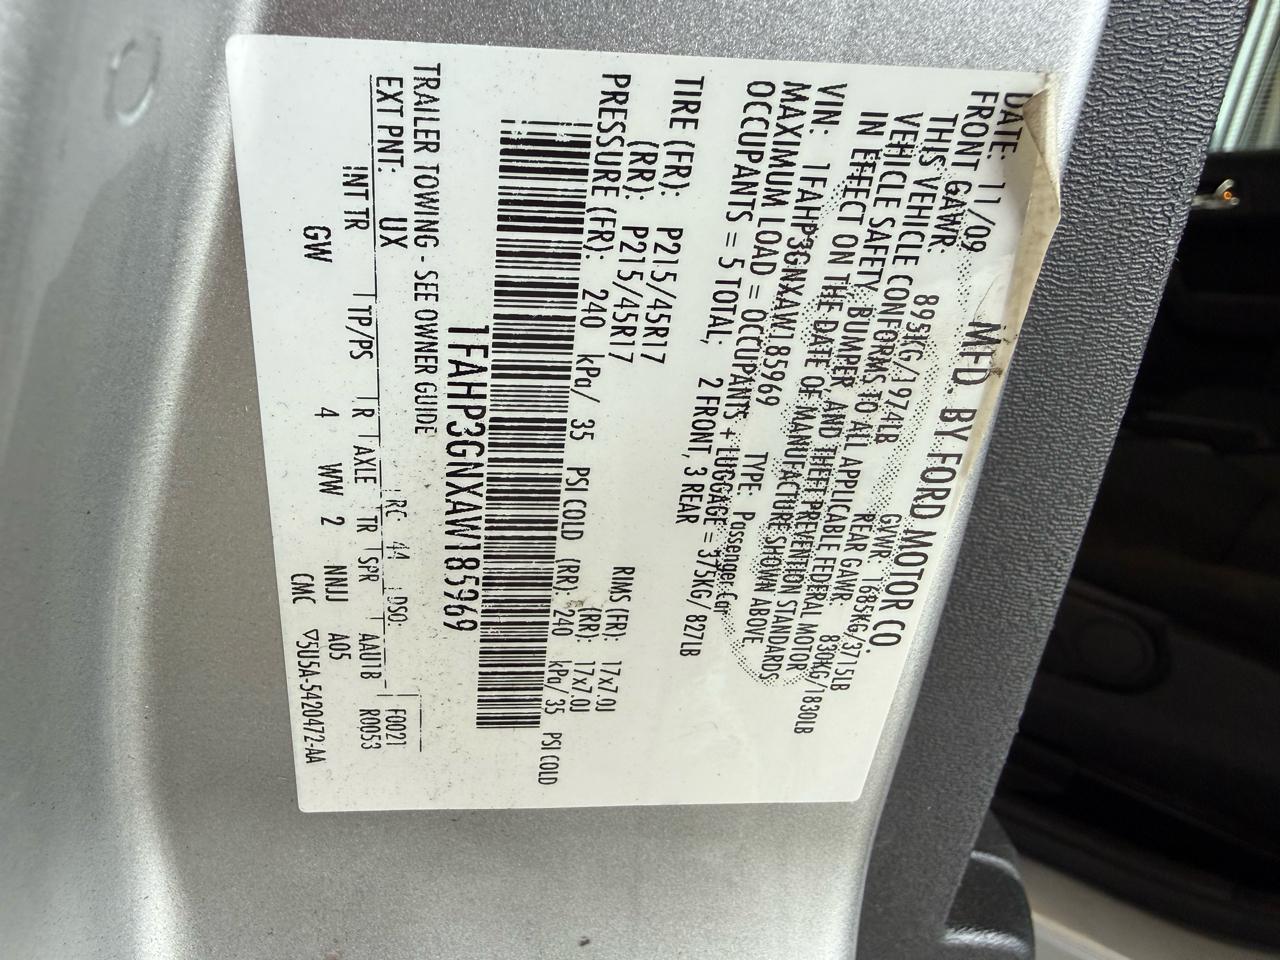 DATE: 11/09 MFD. BY FORD MOTOR CO.
FRONT GAWR: 895KG/1974LB GVWR: 1685KG/3715LB
REAR GAWR: 830KG/1830LB
THIS VEHICLE CONFORMS TO ALL APPLICABLE FEDERAL MOTOR
VEHICLE SAFETY, BUMPER, AND THEFT PREVENTION STANDARDS
IN EFFECT ON THE DATE OF MANUFACTURE SHOWN ABOVE
VIN: 1FAHP3GNXAW185969 TYPE: Passenger Car
MAXIMUM LOAD = OCCUPANTS + LUGGAGE = 375KG/827LB
OCCUPANTS = 5 TOTAL, 2 FRONT, 3 REAR
TIRE (FR): P215/45R17 RIMS (FR): 17x7.0J
(RR): P215/45R17 (RR): 17x7.0J
PRESSURE (FR): 240 kPa/ 35 PSI COLD (RR): 240 kPa/ 35 PSI COLD
1FAHP3GNXAW185969
TRAILER TOWING - SEE OWNER GUIDE
F0021
EXT PNT: UX RC: 44 DSO: R0053
INT TR TP/PS R AXLE TR SPR AAU1B
GW 4 WW 2 NNJJ A05
CMC ▽5U5A-5420472-AA